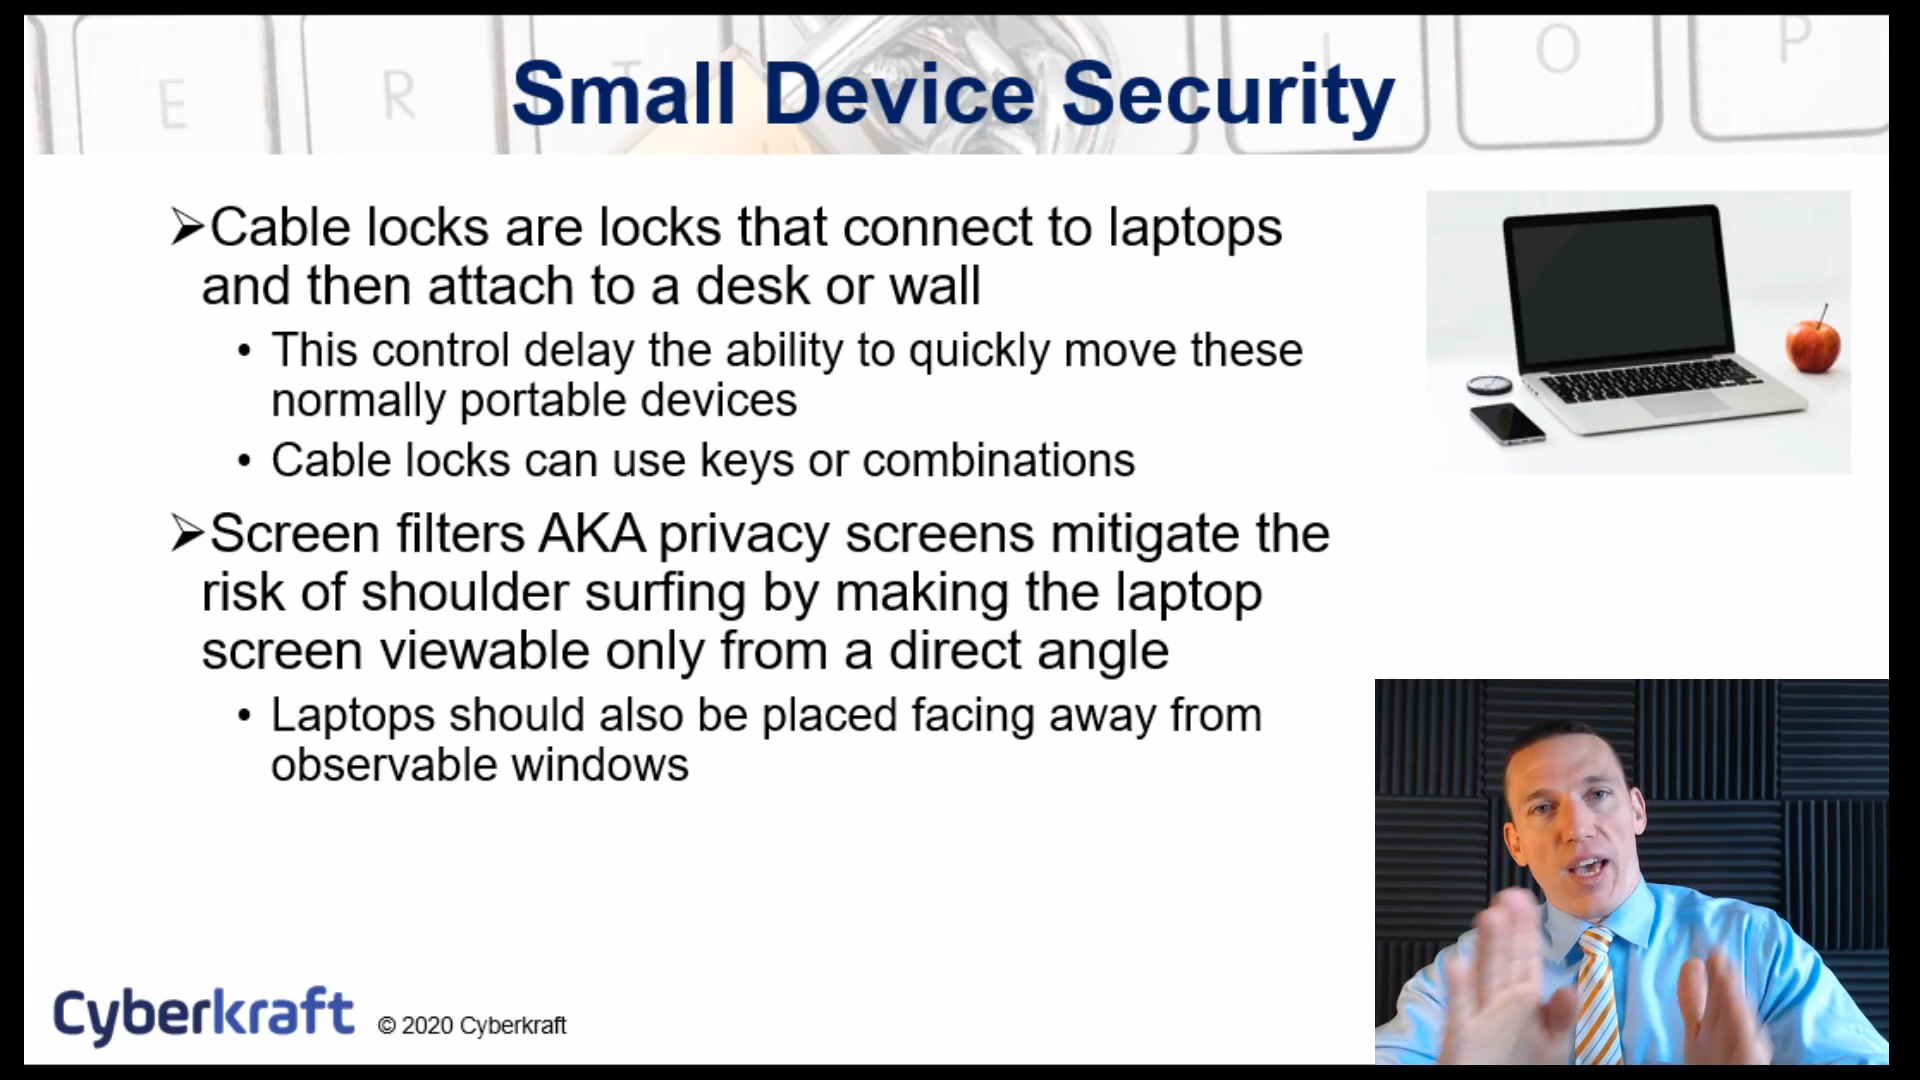 E R T I O P
Small Device Security
➢Cable locks are locks that connect to laptops
and then attach to a desk or wall
• This control delay the ability to quickly move these
normally portable devices
• Cable locks can use keys or combinations
➢Screen filters AKA privacy screens mitigate the
risk of shoulder surfing by making the laptop
screen viewable only from a direct angle
• Laptops should also be placed facing away from
observable windows
Cyberkraft © 2020 Cyberkraft